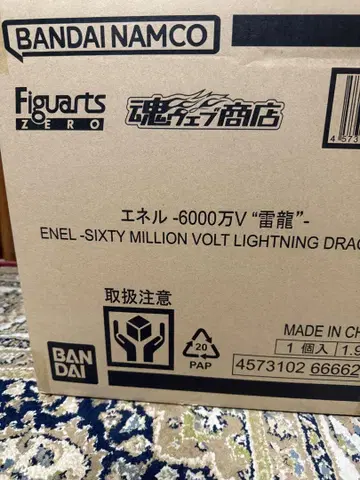 BANDAI NAMCO
Figuarts
ZERO
魂ウェブ商店
エネル -6000万V “雷龍”-
ENEL -SIXTY MILLION VOLT LIGHTNING DRAG
取扱注意
20
PAP
MADE IN C
1 個入
BAN
DAI
4573102 66662